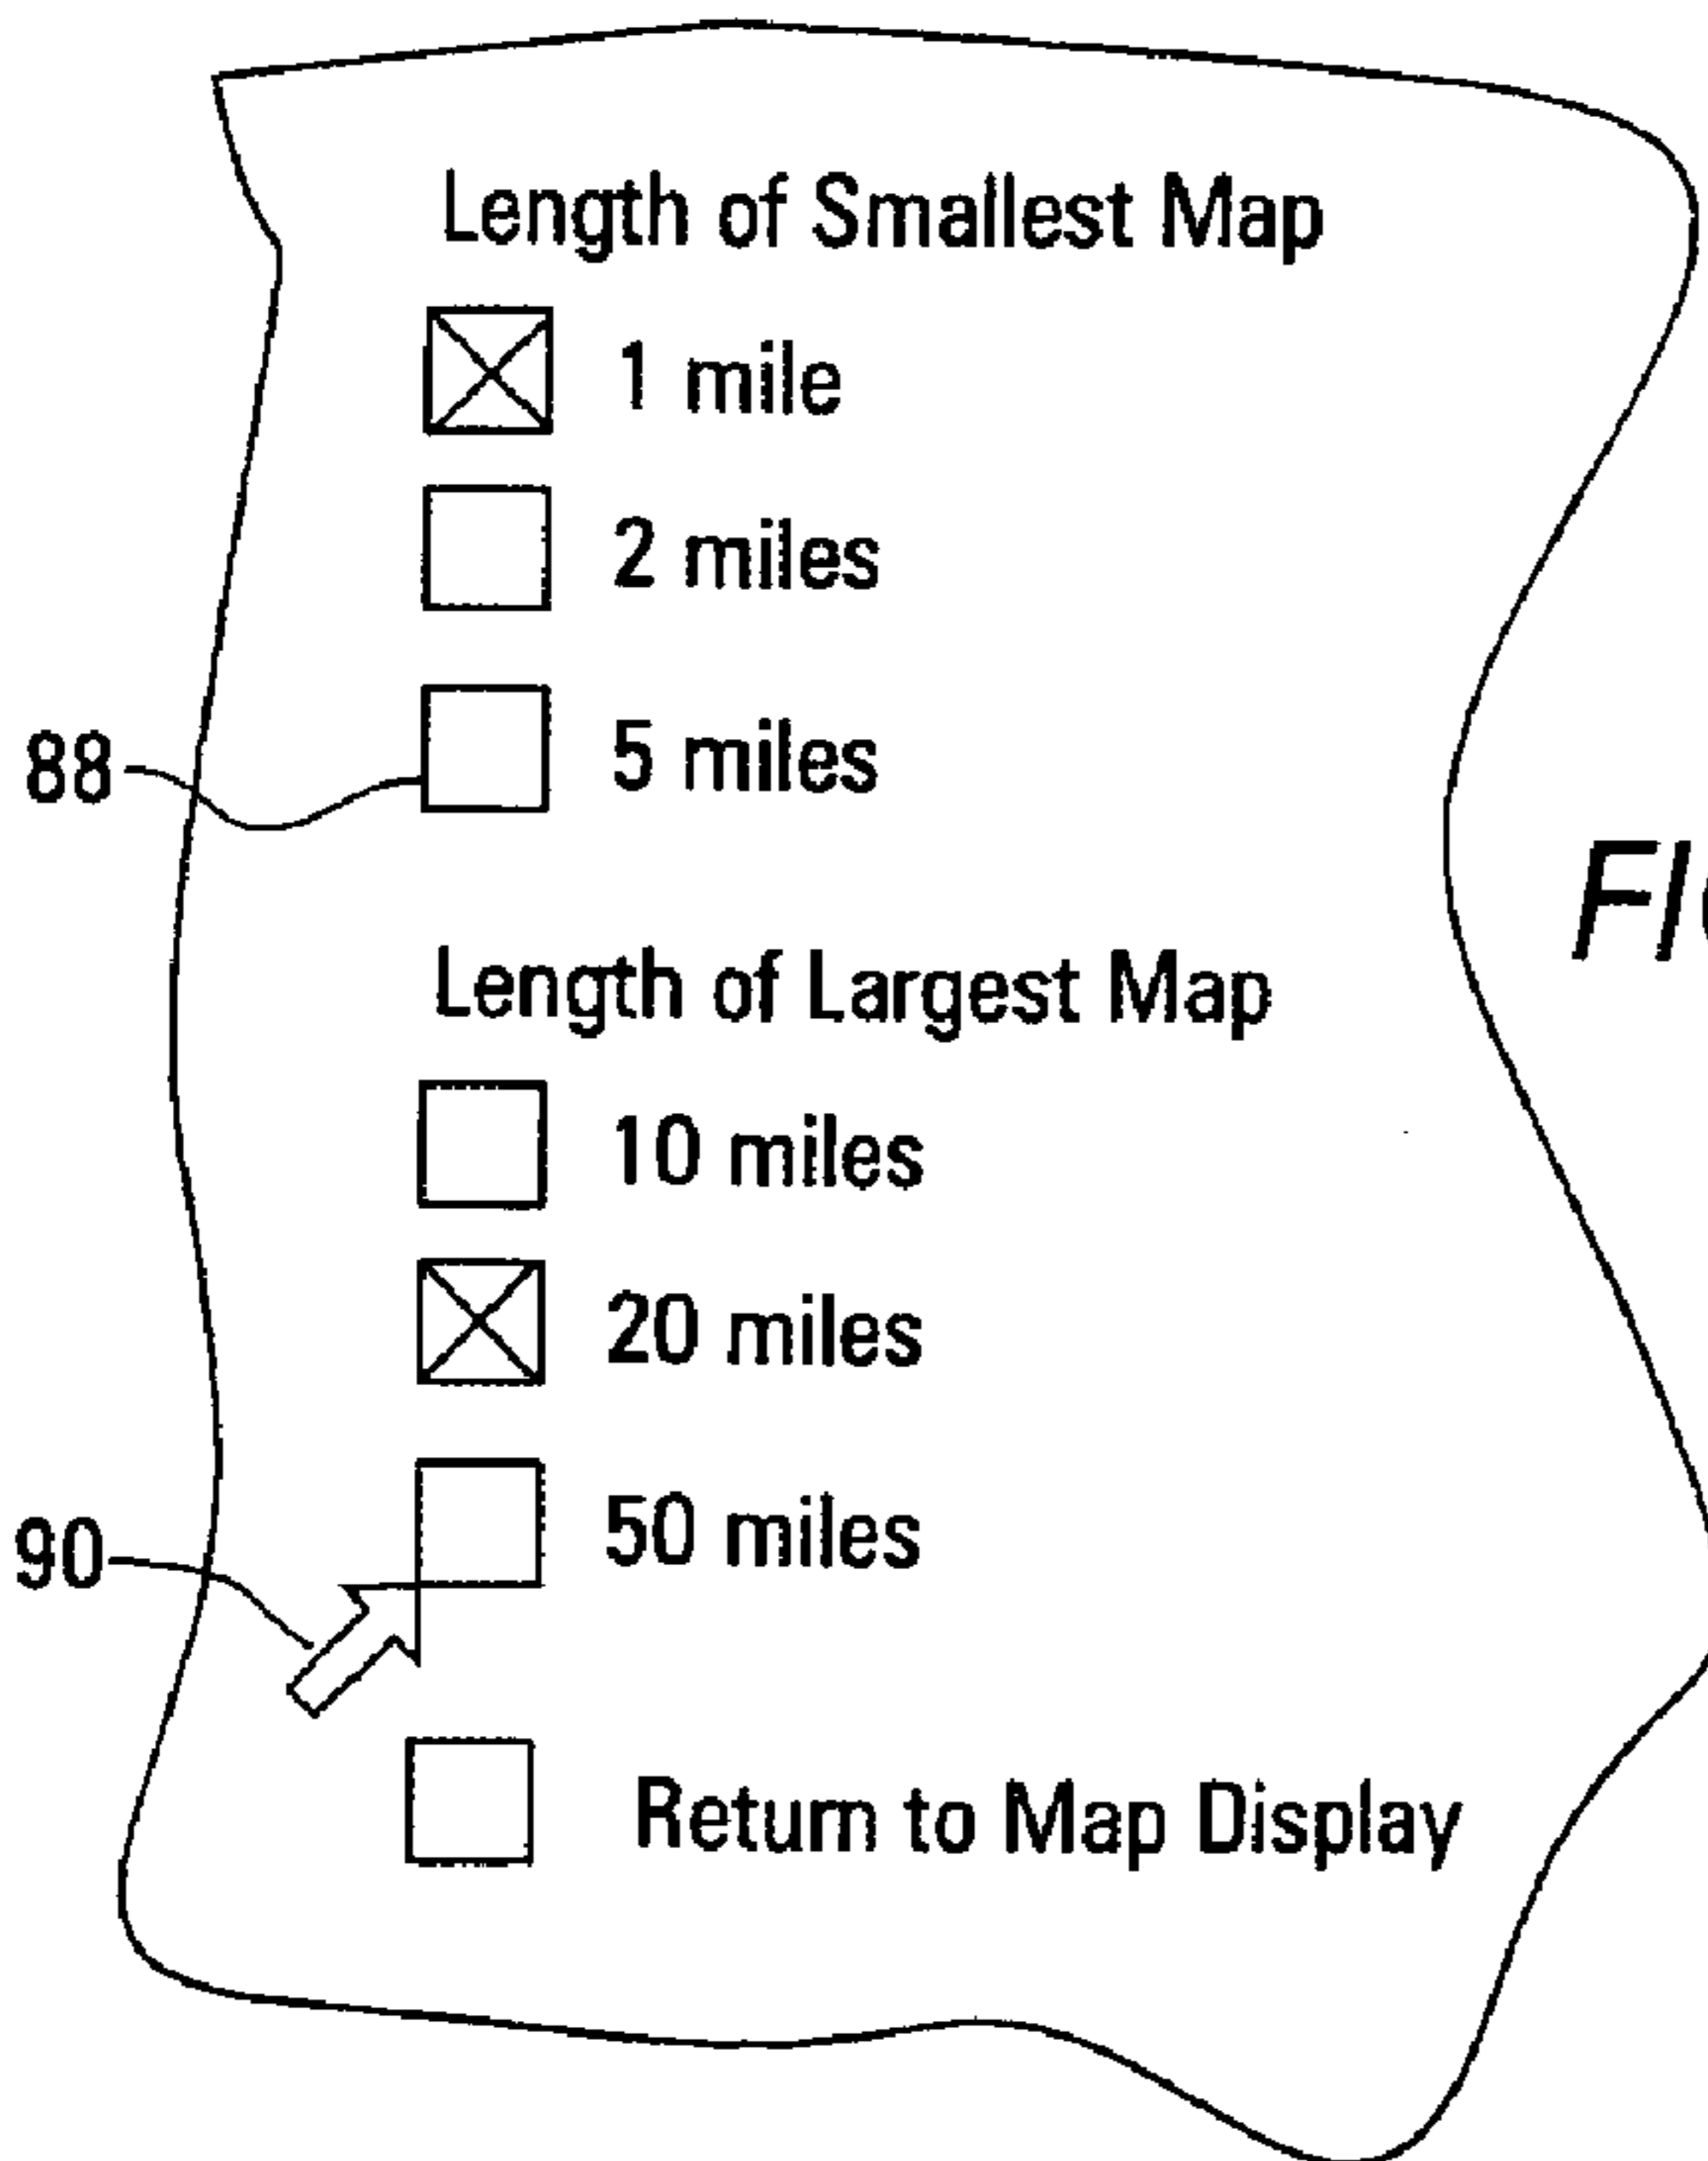 Length of Smallest Map
1 mile
2 miles
88
5 miles
Length of Largest Map
10 miles
20 miles
50 miles
90
Return to Map Display